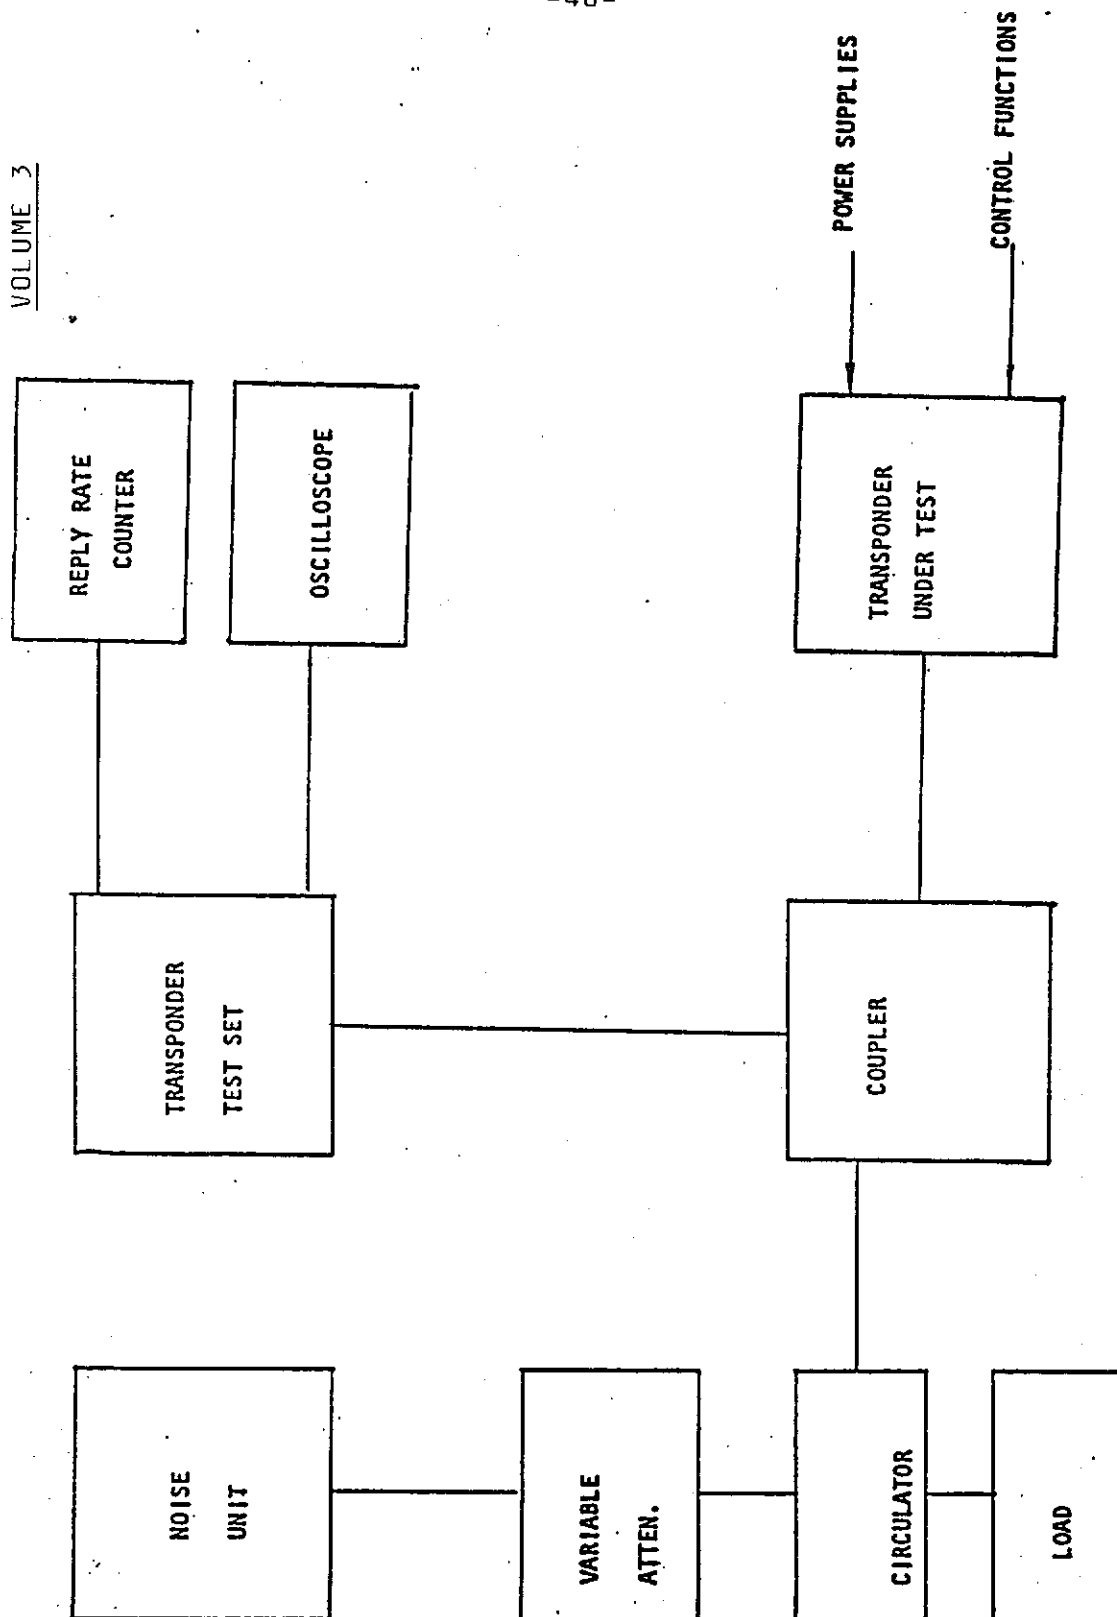 VOLUME 3
REPLY RATE
COUNTER
OSCILLOSCOPE
POWER SUPPLIES
CONTROL FUNCTIONS
TRANSPONDER
UNDER TEST
TRANSPONDER
TEST SET
COUPLER
NOISE
UNIT
VARIABLE
ATTEN.
CIRCULATOR
LOAD